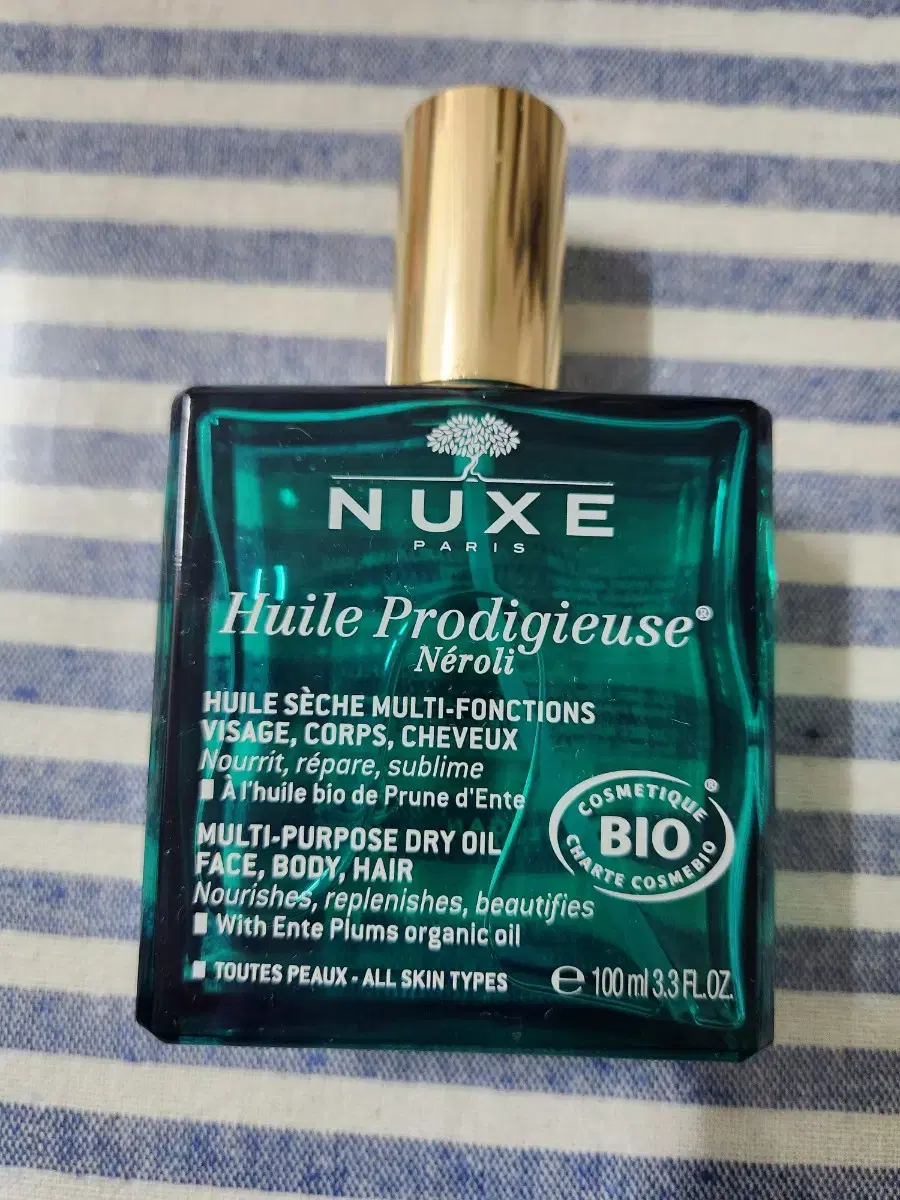 NUXE
PARIS
Huile Prodigieuse®
Néroli
HUILE SÈCHE MULTI-FONCTIONS
VISAGE, CORPS, CHEVEUX
Nourrit, répare, sublime
■ À l'huile bio de Prune d'Ente
MULTI-PURPOSE DRY OIL
FACE, BODY, HAIR
Nourishes, replenishes, beautifies
■ With Ente Plums organic oil
■ TOUTES PEAUX - ALL SKIN TYPES
COSMETIQUE ®
BIO
CHARTE COSMEBIO
℮ 100 ml 3.3 FL.OZ.